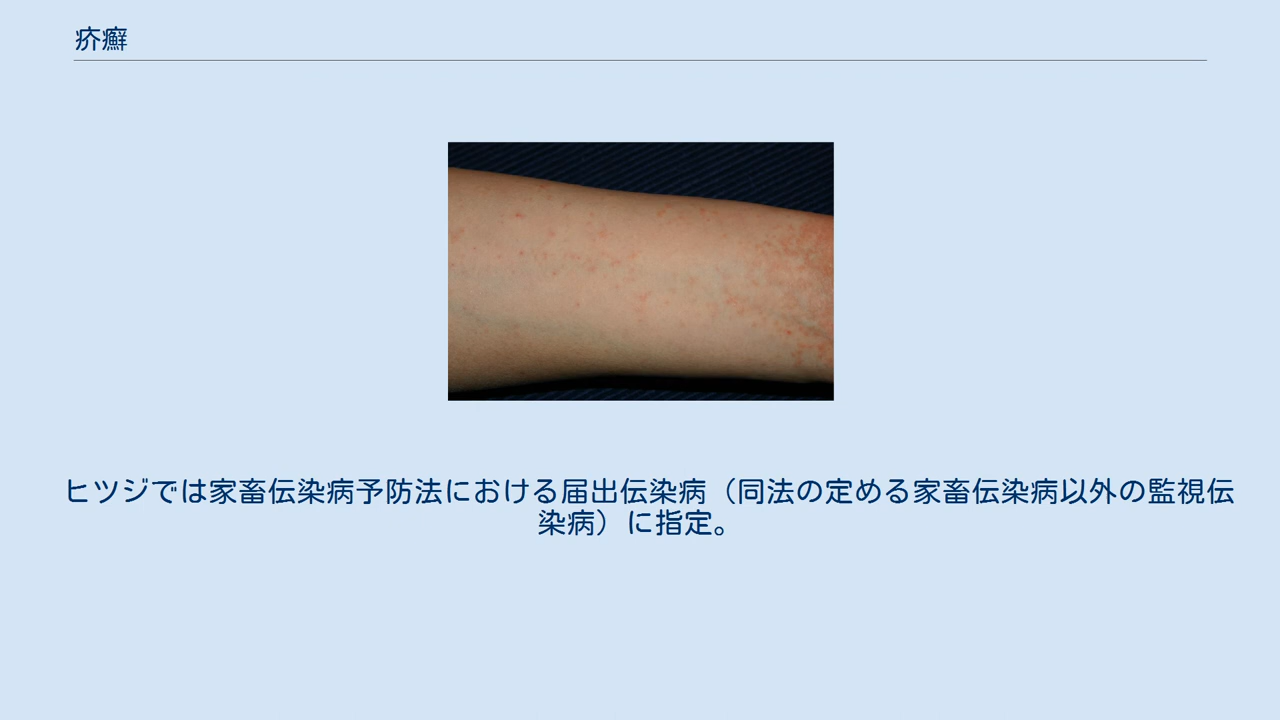 疥癬
ヒツジでは家畜伝染病予防法における届出伝染病（同法の定める家畜伝染病以外の監視伝
染病）に指定。